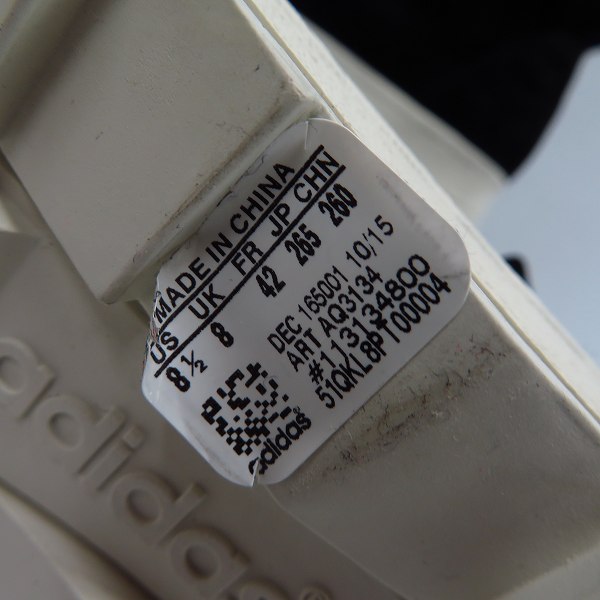 MADE IN CHINA
US UK FR JP CHN
8½ 8 42 265 260
DEC 165001 10/15
ART AQ3134
#113134800
51QKL8PT00004
adidas
adidas®